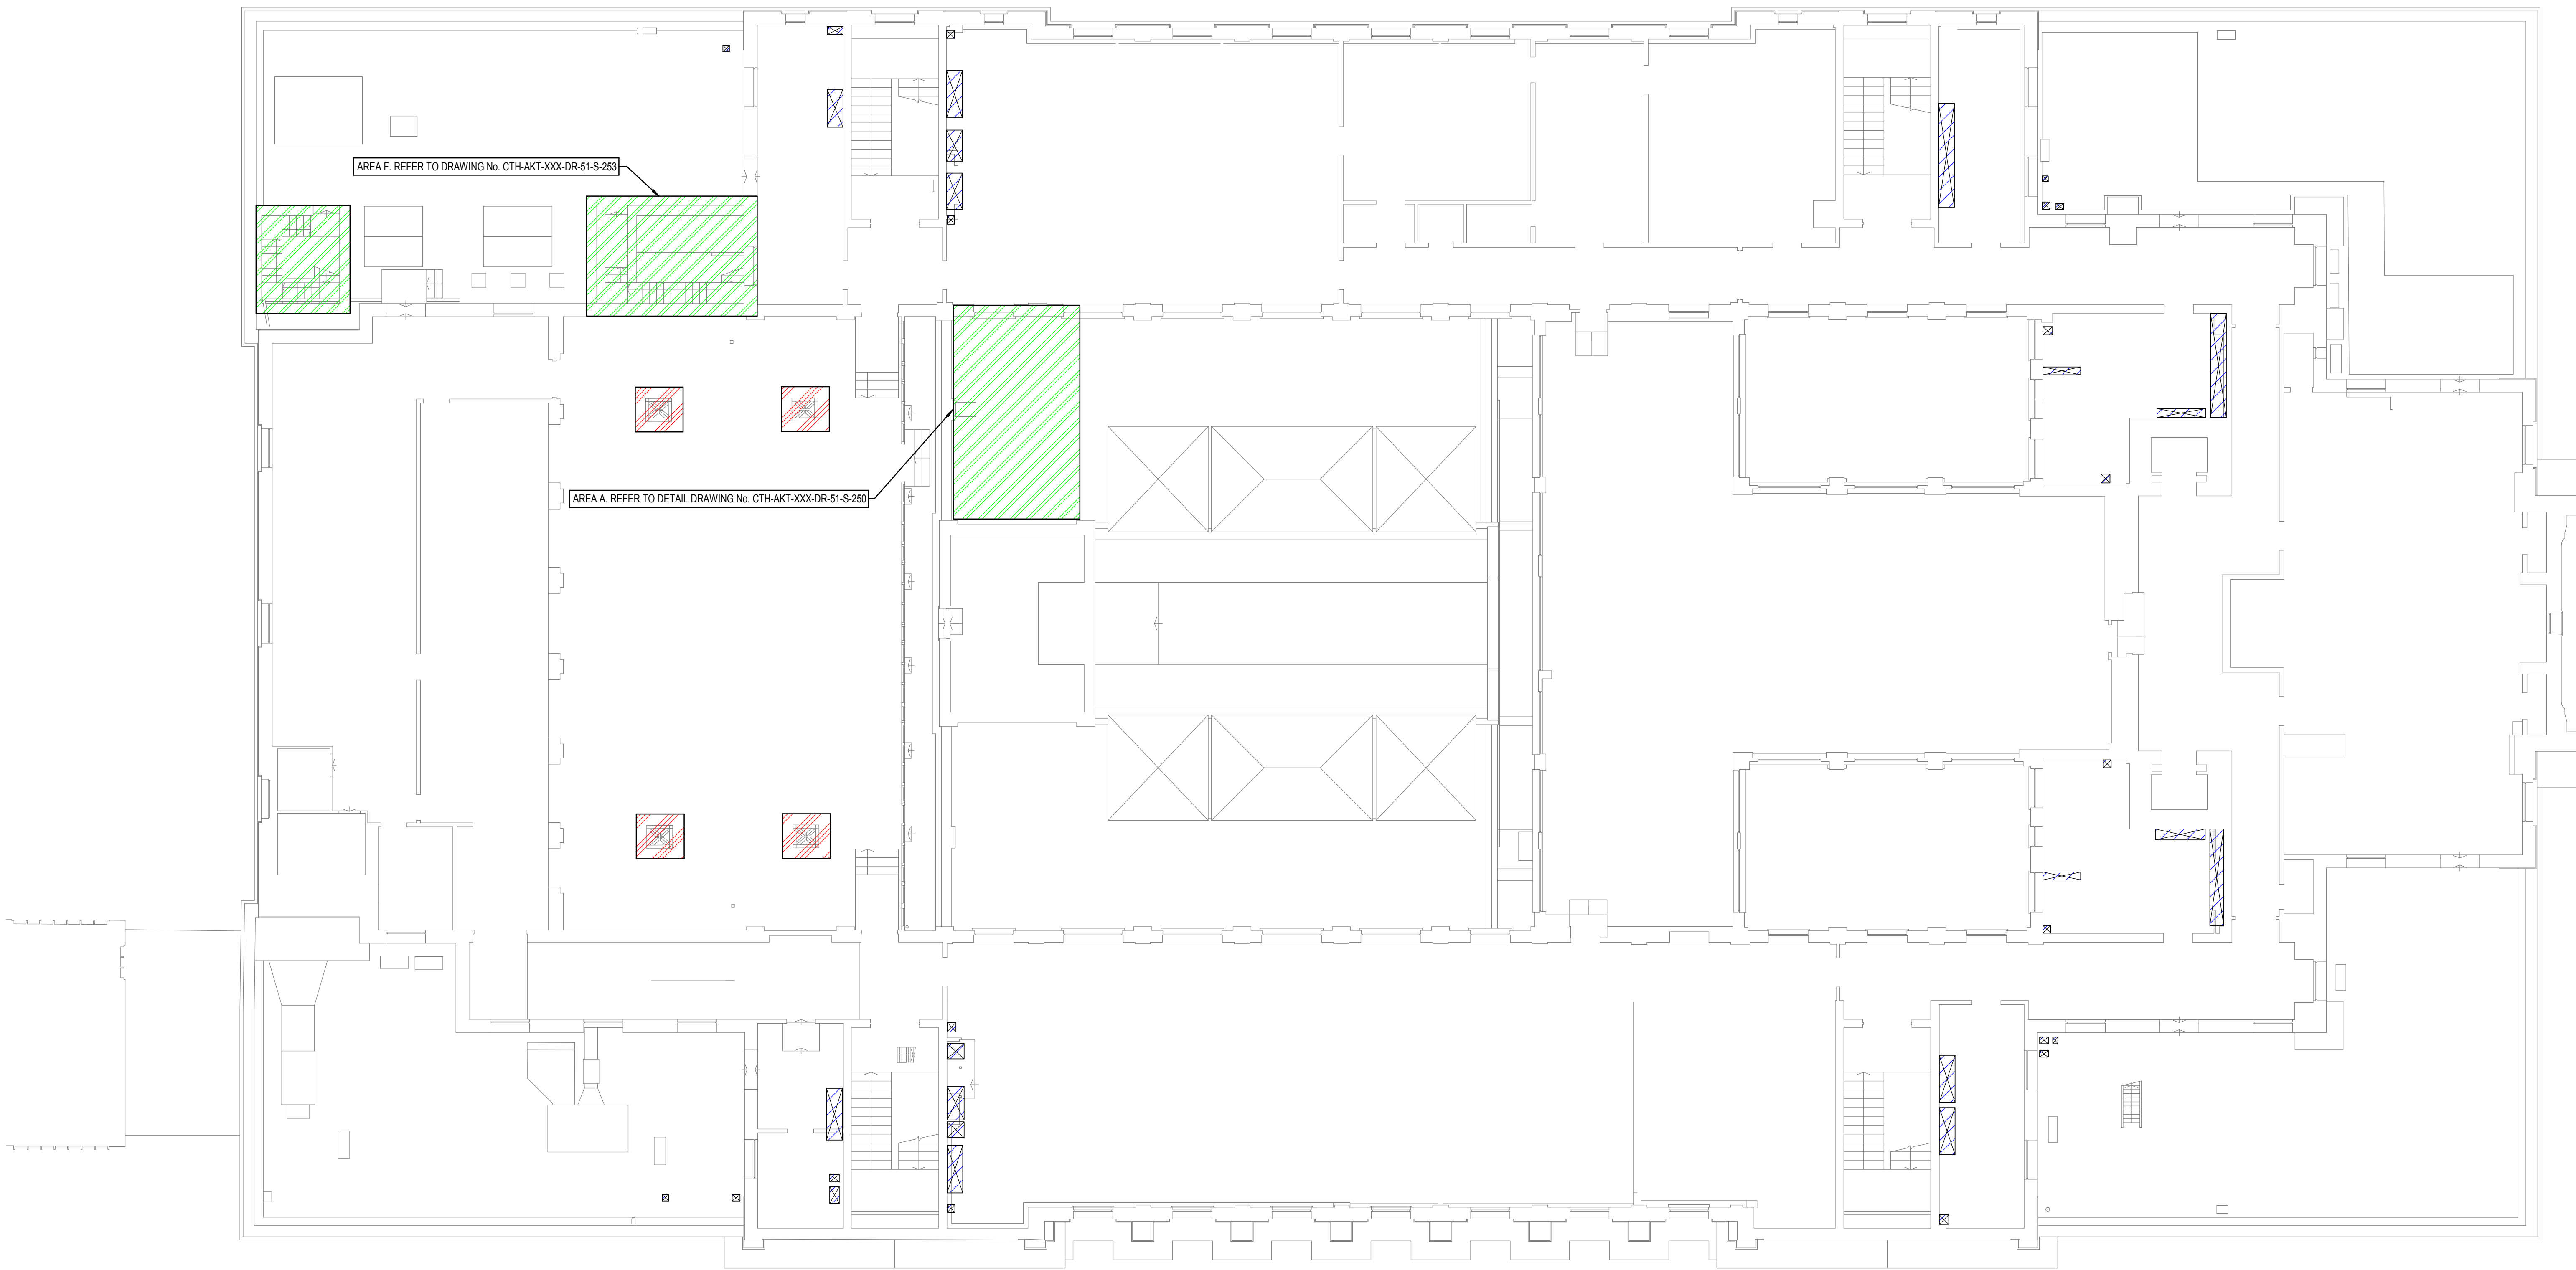 AREA F. REFER TO DRAWING No. CTH-AKT-XXX-DR-51-S-253
AREA A. REFER TO DETAIL DRAWING No. CTH-AKT-XXX-DR-51-S-250